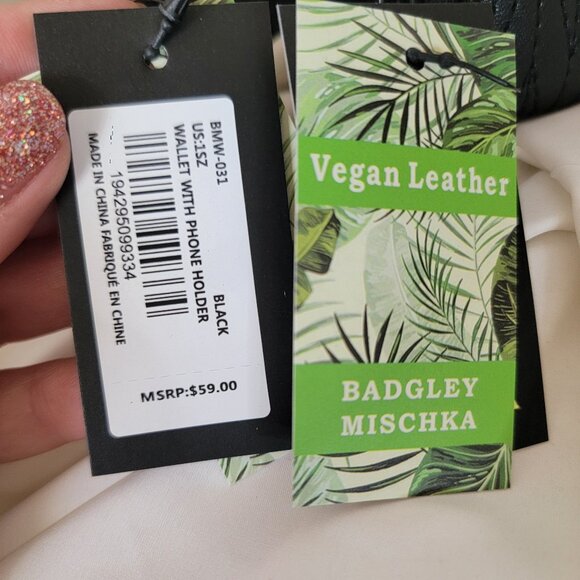 BMW-031
US:1SZ
BLACK
WALLET WITH PHONE HOLDER
194295099334
MADE IN CHINA FABRIQUÉ EN CHINE
MSRP:$59.00
Vegan Leather
BADGLEY
MISCHKA